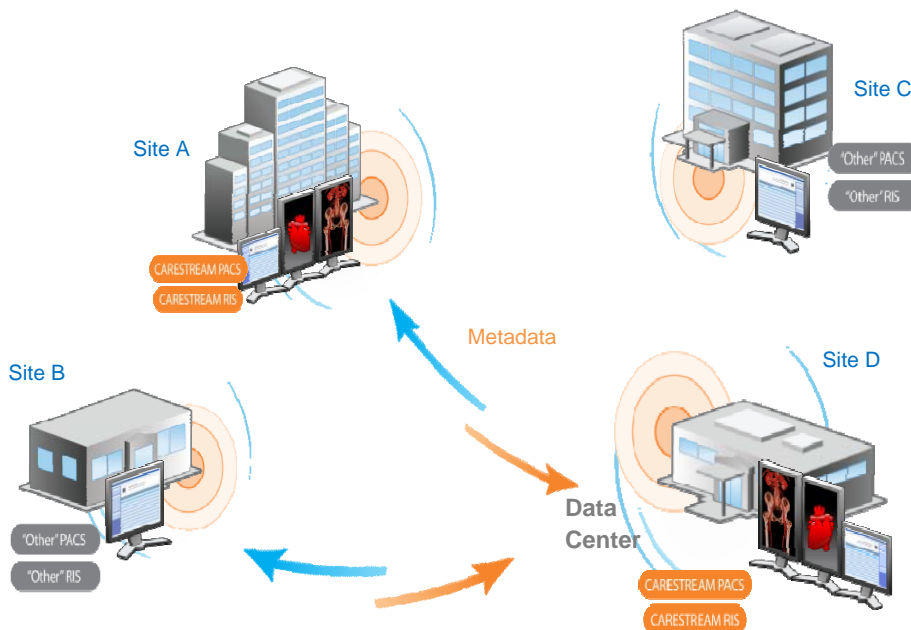 Site A
CARESTREAM PACS
CARESTREAM RIS
Site C
"Other" PACS
"Other" RIS
Metadata
Site B
"Other" PACS
"Other" RIS
Site D
Data
Center
CARESTREAM PACS
CARESTREAM RIS